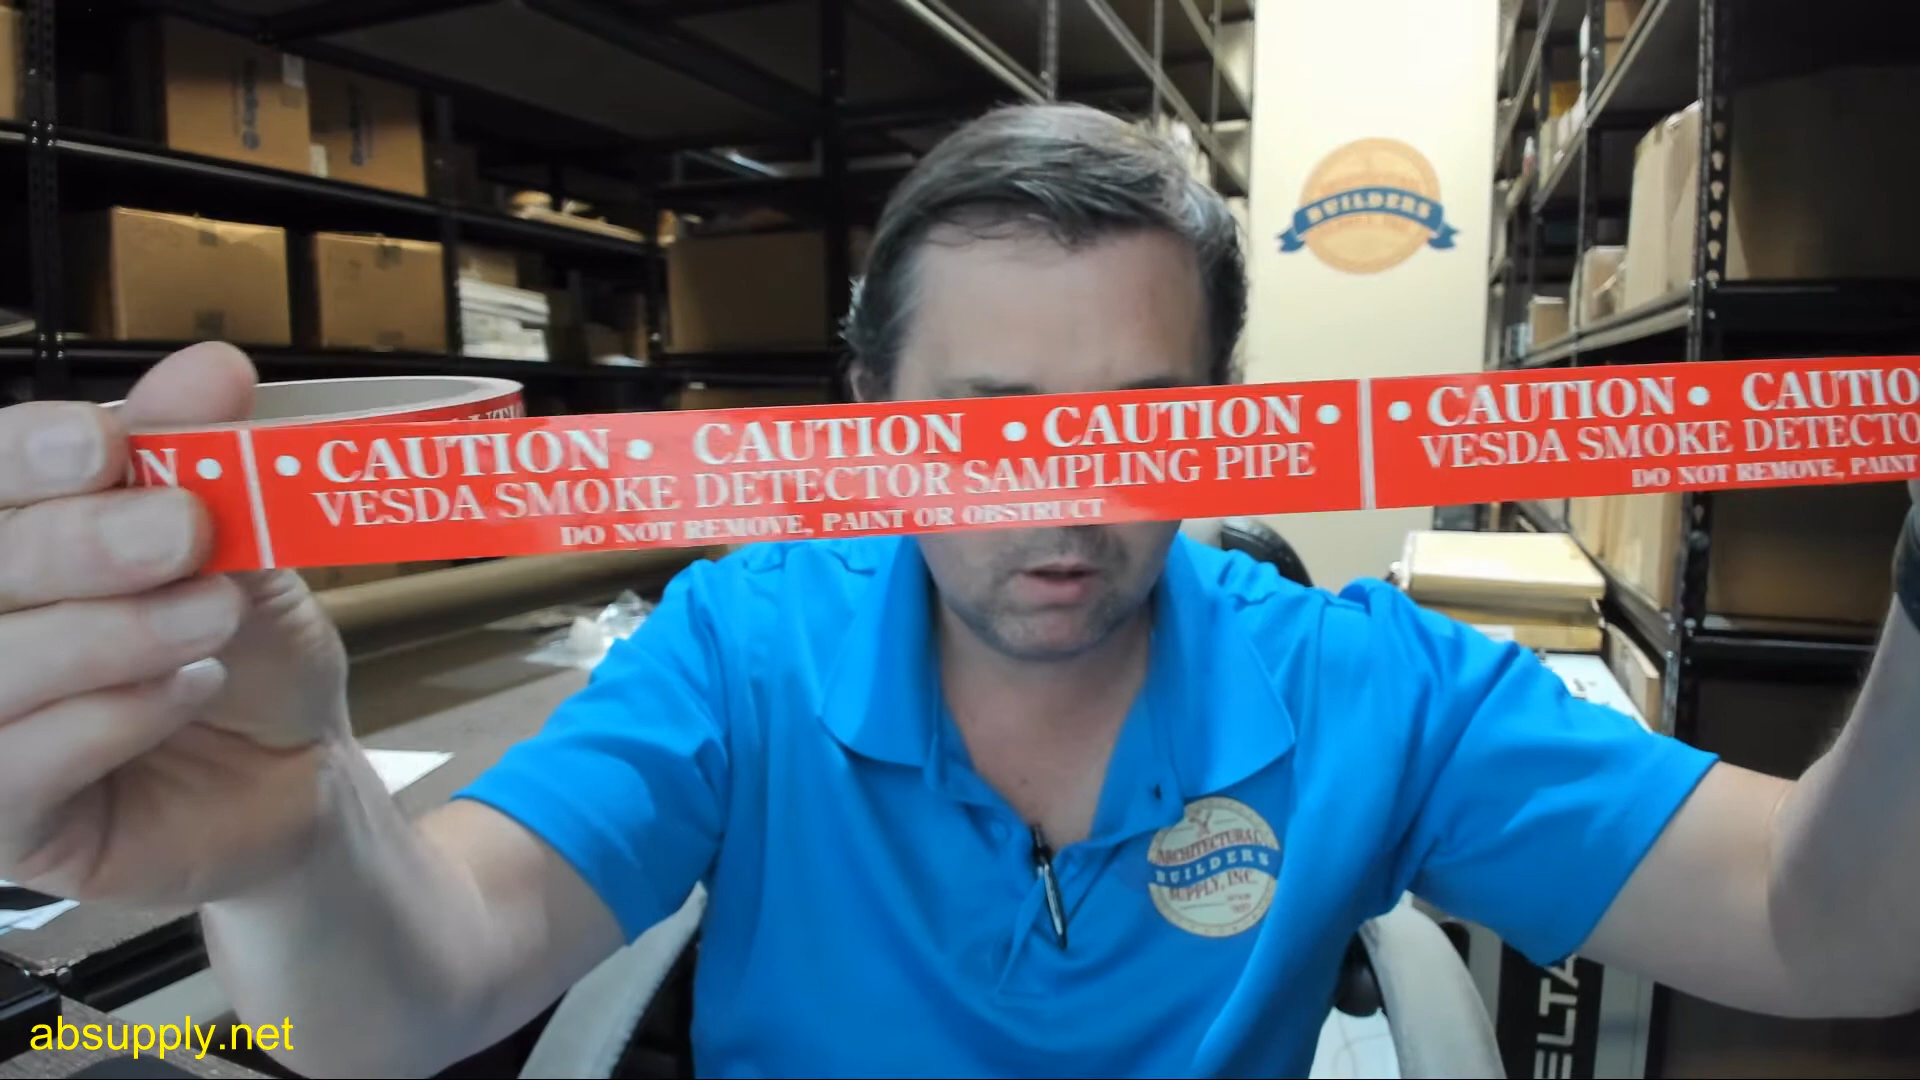 BUILDERS
N •
• CAUTION • CAUTION • CAUTION •
VESDA SMOKE DETECTOR SAMPLING PIPE
DO NOT REMOVE, PAINT OR OBSTRUCT
• CAUTION • CAUTIO
VESDA SMOKE DETECTO
DO NOT REMOVE, PAINT
ARCHITECTURAL
BUILDERS
SUPPLY, INC.
ELTA
absupply.net